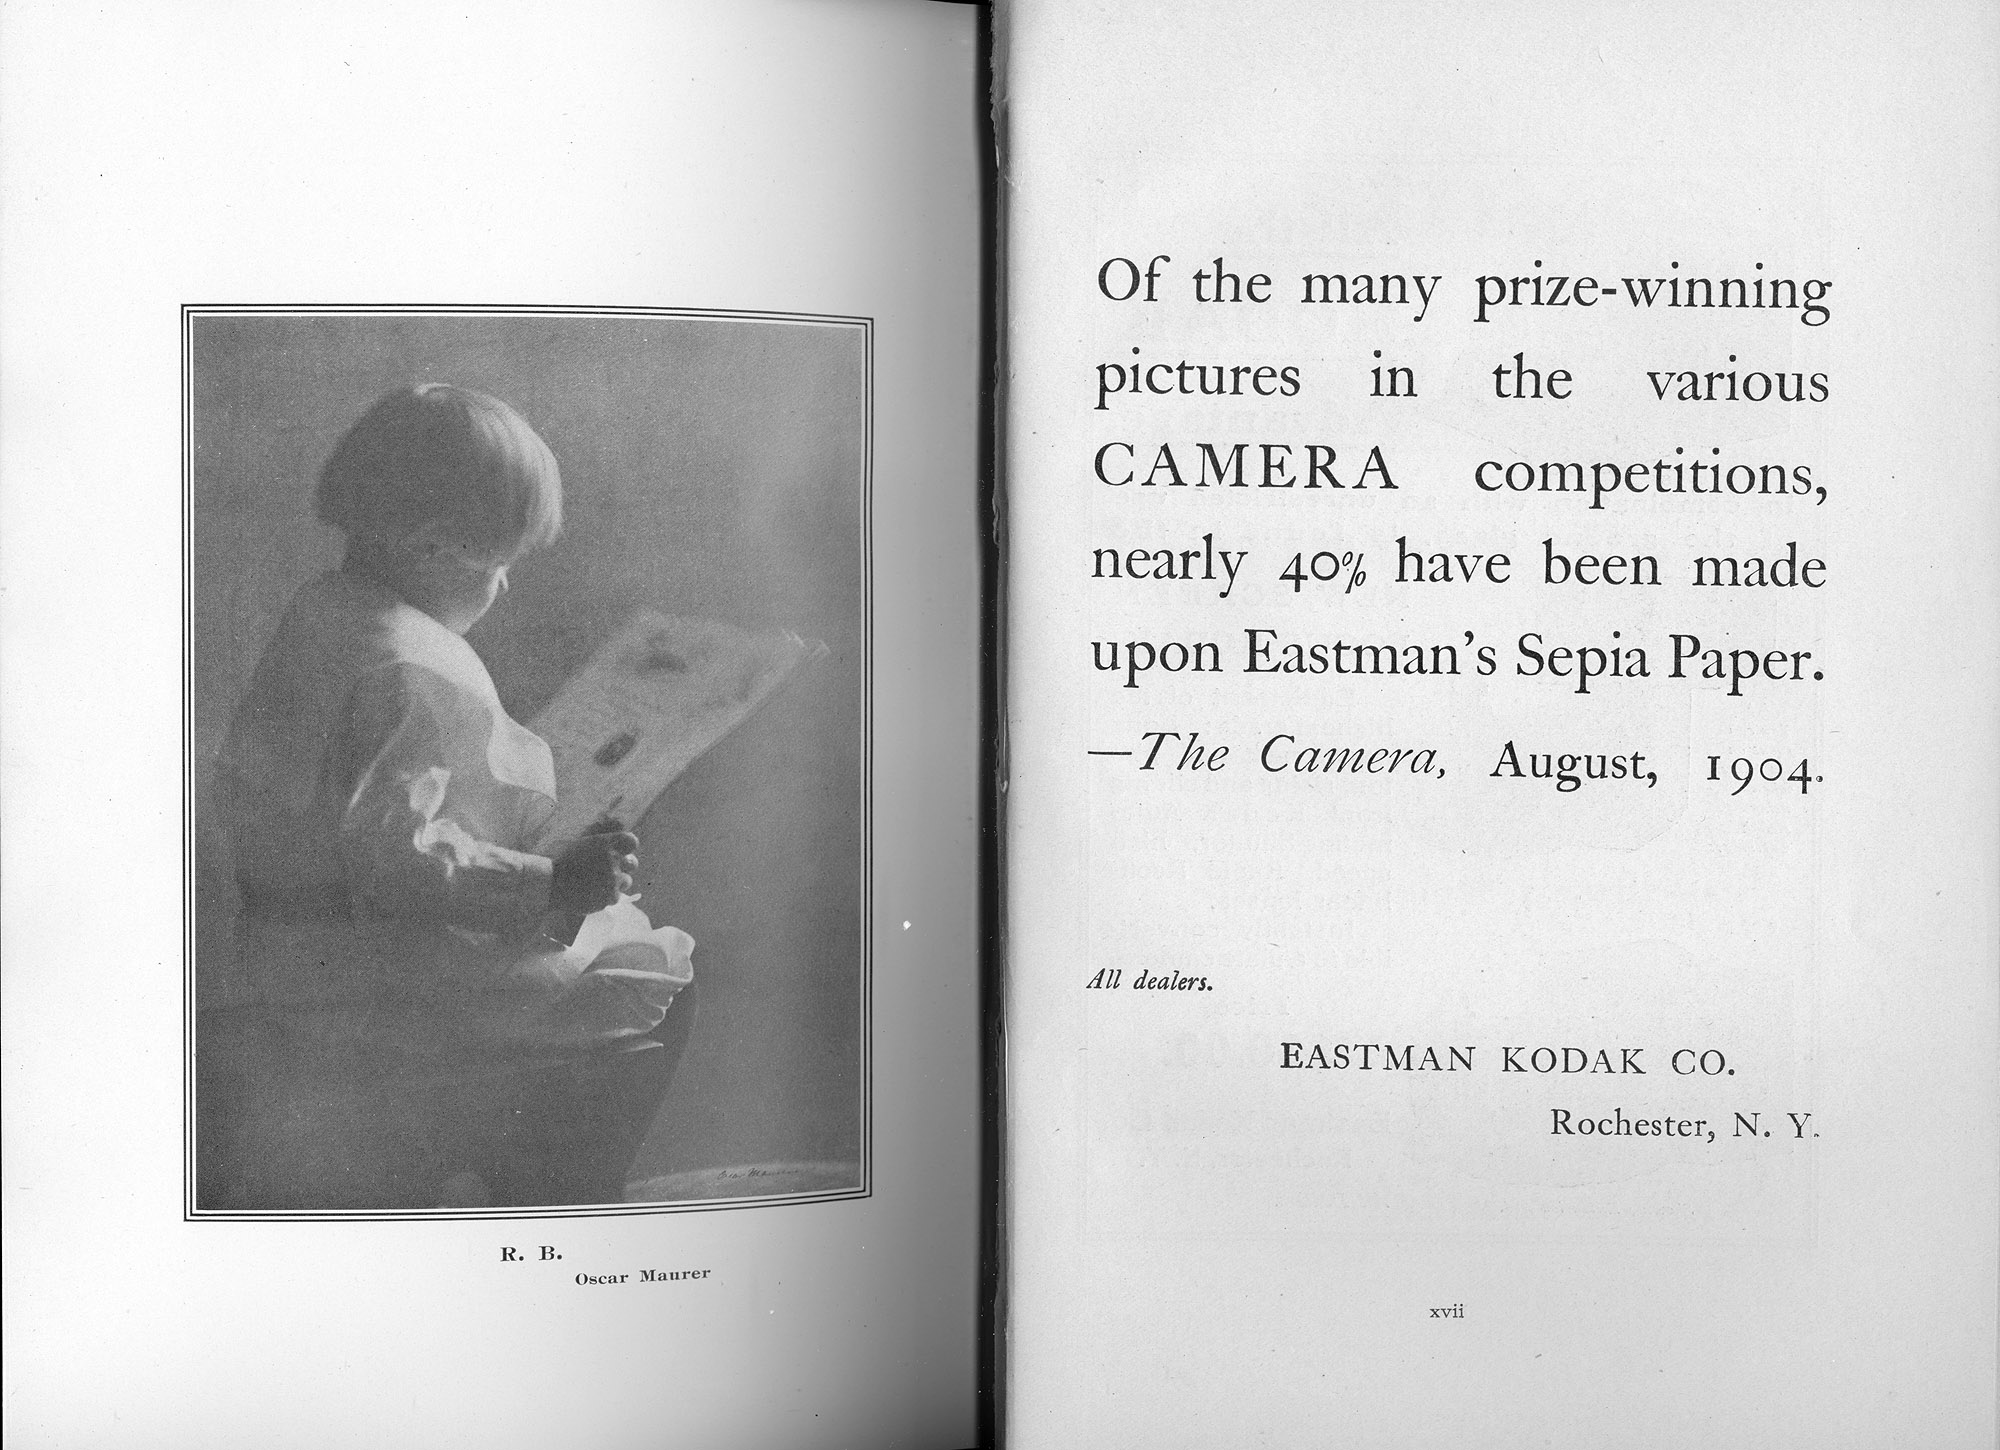 R. B.
Oscar Maurer
Of the many prize-winning
pictures in the various
CAMERA competitions,
nearly 40% have been made
upon Eastman's Sepia Paper.
—The Camera, August, 1904.
All dealers.
EASTMAN KODAK CO.
Rochester, N. Y.
xvii